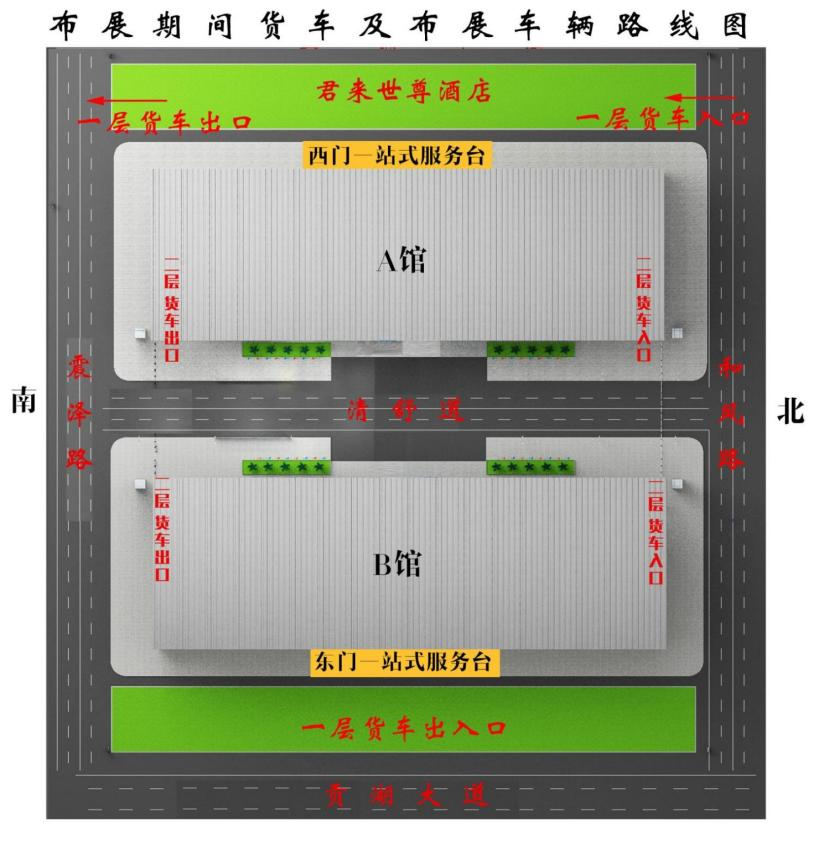 布展期间货车及布展车辆路线图
君来世尊酒店
一层货车出口
一层货车入口
西门一站式服务台
A馆
二层货车出口
二层货车入口
震泽路
和风路
南
清舒道
北
二层货车出口
二层货车入口
B馆
东门一站式服务台
一层货车出入口
贡湖大道